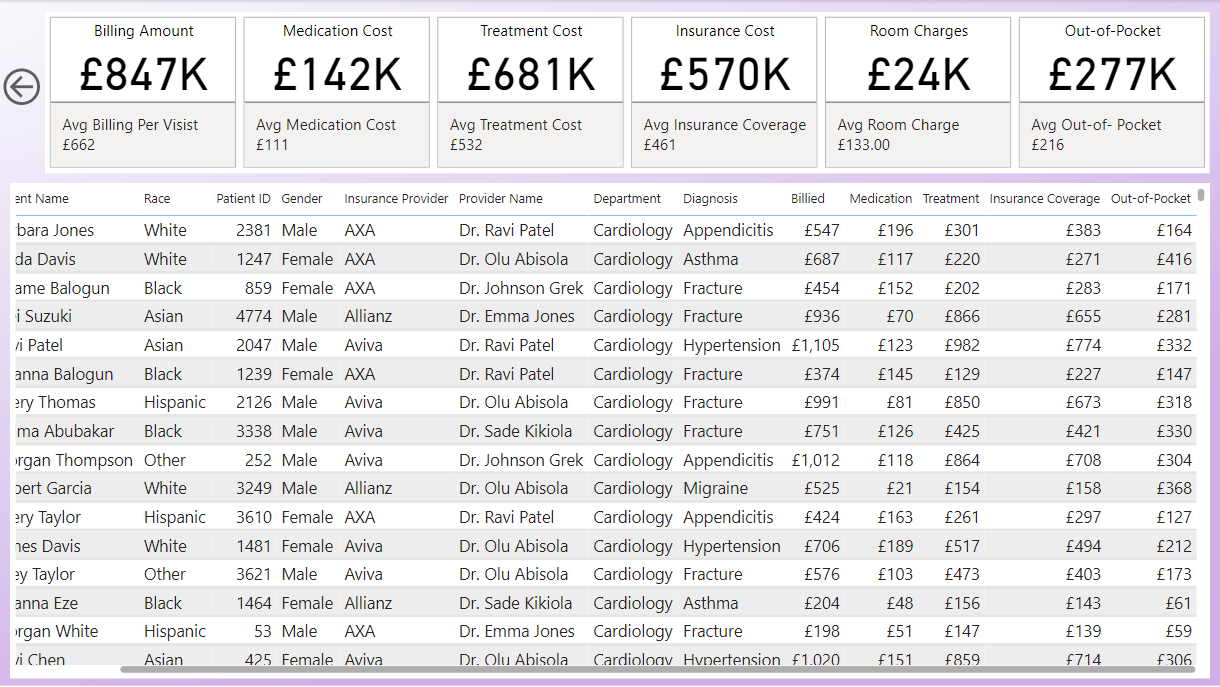 Billing Amount Medication Cost Treatment Cost Insurance Cost Room Charges Out-of-Pocket
£847K £142K £681K £570K £24K £277K
Avg Billing Per Visist Avg Medication Cost Avg Treatment Cost Avg Insurance Coverage Avg Room Charge Avg Out-of- Pocket
£662 £111 £532 £461 £133.00 £216
ent Name Race Patient ID Gender Insurance Provider Provider Name Department Diagnosis Billied Medication Treatment Insurance Coverage Out-of-Pocket
rbara Jones White 2381 Male AXA Dr. Ravi Patel Cardiology Appendicitis £547 £196 £301 £383 £164
da Davis White 1247 Female AXA Dr. Olu Abisola Cardiology Asthma £687 £117 £220 £271 £416
ame Balogun Black 859 Female AXA Dr. Johnson Grek Cardiology Fracture £454 £152 £202 £283 £171
i Suzuki Asian 4774 Male Allianz Dr. Emma Jones Cardiology Fracture £936 £70 £866 £655 £281
vi Patel Asian 2047 Male Aviva Dr. Ravi Patel Cardiology Hypertension £1,105 £123 £982 £774 £332
anna Balogun Black 1239 Female AXA Dr. Ravi Patel Cardiology Fracture £374 £145 £129 £227 £147
ery Thomas Hispanic 2126 Male Aviva Dr. Olu Abisola Cardiology Fracture £991 £81 £850 £673 £318
ma Abubakar Black 3338 Male Aviva Dr. Sade Kikiola Cardiology Fracture £751 £126 £425 £421 £330
organ Thompson Other 252 Male Aviva Dr. Johnson Grek Cardiology Appendicitis £1,012 £118 £864 £708 £304
bert Garcia White 3249 Male Allianz Dr. Olu Abisola Cardiology Migraine £525 £21 £154 £158 £368
ery Taylor Hispanic 3610 Female AXA Dr. Ravi Patel Cardiology Appendicitis £424 £163 £261 £297 £127
nes Davis White 1481 Female Aviva Dr. Olu Abisola Cardiology Hypertension £706 £189 £517 £494 £212
ey Taylor Other 3621 Male Aviva Dr. Olu Abisola Cardiology Fracture £576 £103 £473 £403 £173
anna Eze Black 1464 Female Allianz Dr. Sade Kikiola Cardiology Asthma £204 £48 £156 £143 £61
organ White Hispanic 53 Male AXA Dr. Emma Jones Cardiology Fracture £198 £51 £147 £139 £59
vi Chen Asian 425 Female Aviva Dr. Olu Abisola Cardiology Hypertension £1,020 £151 £859 £714 £306